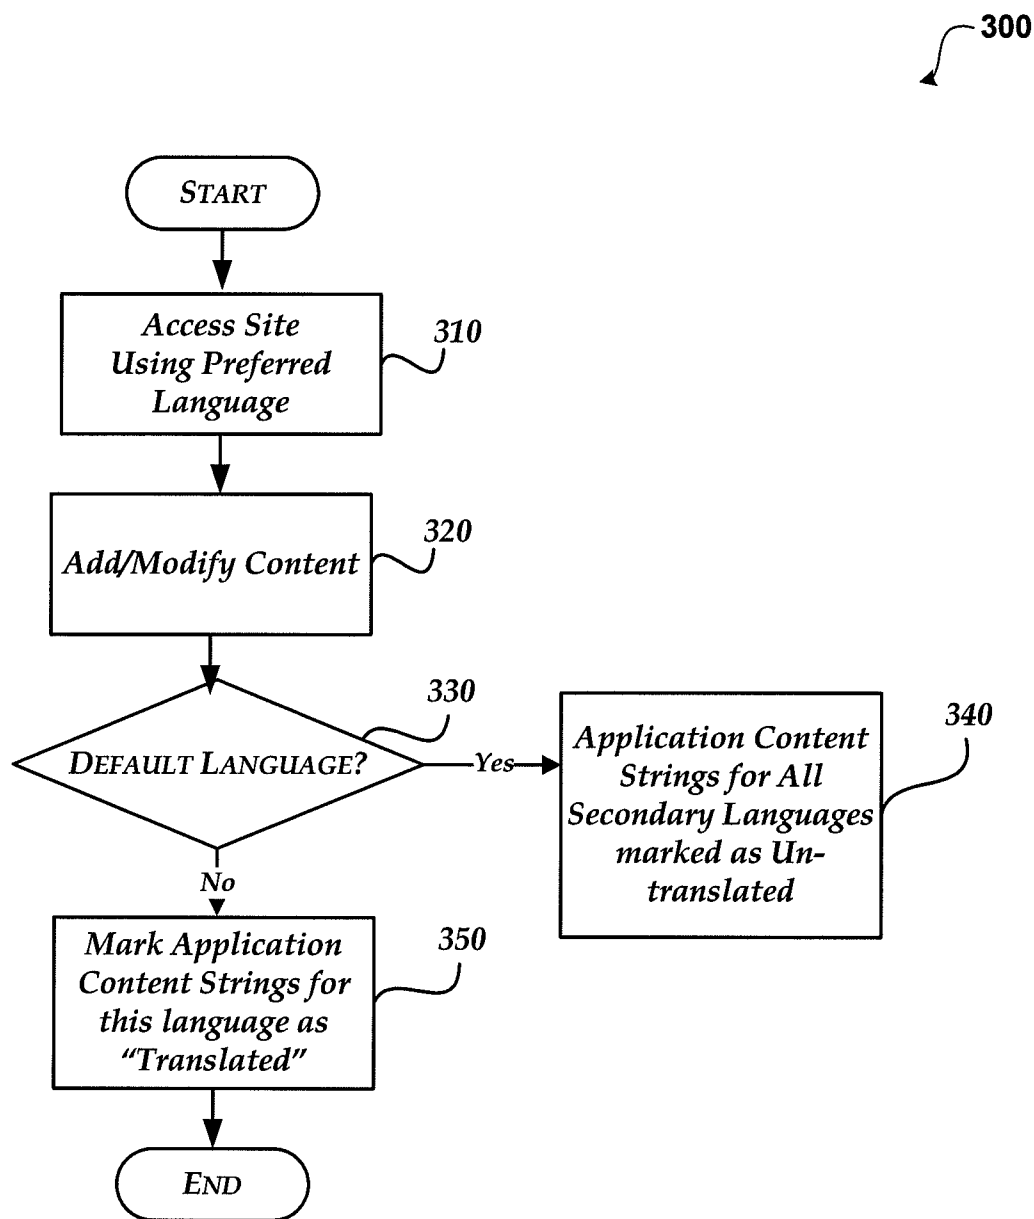 300
START
Access Site
Using Preferred
Language
310
Add/Modify Content
320
DEFAULT LANGUAGE?
330
Yes
Application Content
Strings for All
Secondary Languages
marked as Un-
translated
340
No
Mark Application
Content Strings for
this language as
“Translated”
350
END